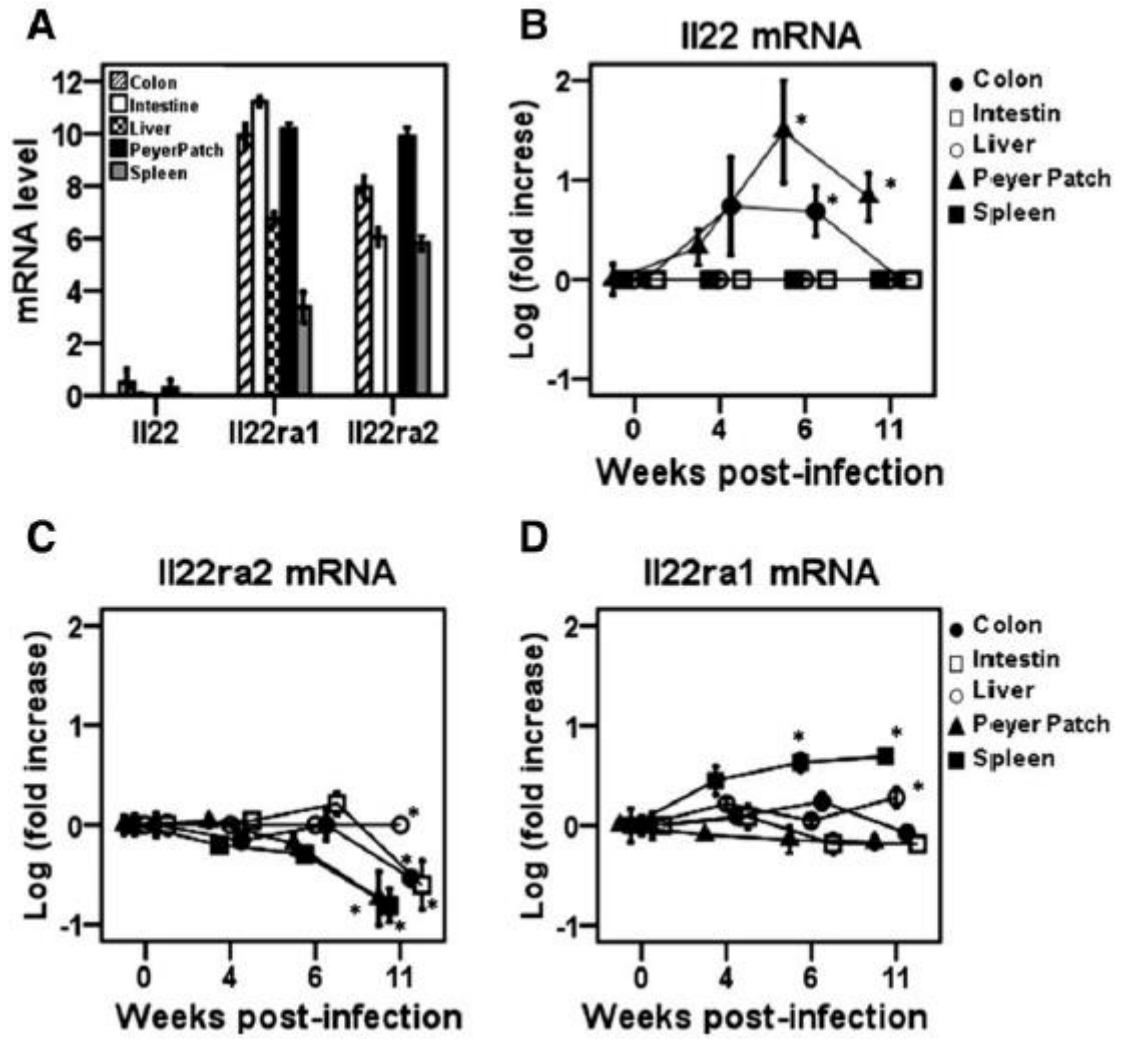 A
12
10
8
6
4
2
0
mRNA level
Colon
Intestine
Liver
PeyerPatch
Spleen
Il22
Il22ra1
Il22ra2
B
Il22 mRNA
2
1
0
-1
Log (fold increse)
*
*
*
0
4
6
11
Weeks post-infection
Colon
Intestin
Liver
Peyer Patch
Spleen
C
Il22ra2 mRNA
2
1
0
-1
Log (fold increase)
*
*
*
*
*
0
4
6
11
Weeks post-infection
D
Il22ra1 mRNA
2
1
0
-1
Log (fold increase)
*
*
*
0
4
6
11
Weeks post-infection
Colon
Intestin
Liver
Peyer Patch
Spleen